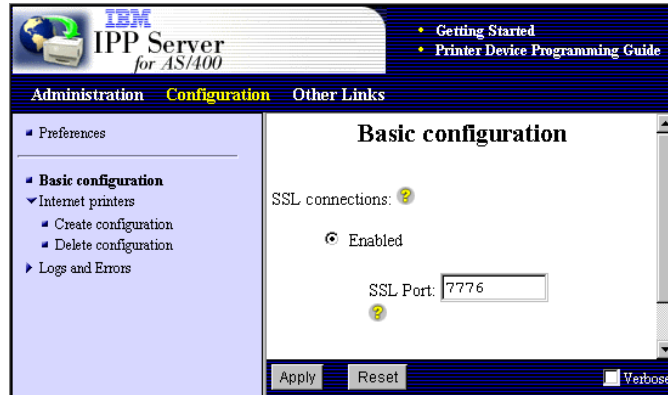 IBM
IPP Server
for AS/400
Getting Started
Printer Device Programming Guide
Administration Configuration Other Links
Preferences
Basic configuration
Internet printers
Create configuration
Delete configuration
Logs and Errors
Basic configuration
SSL connections: ?
Enabled
SSL Port: 7776
?
Apply Reset Verbose